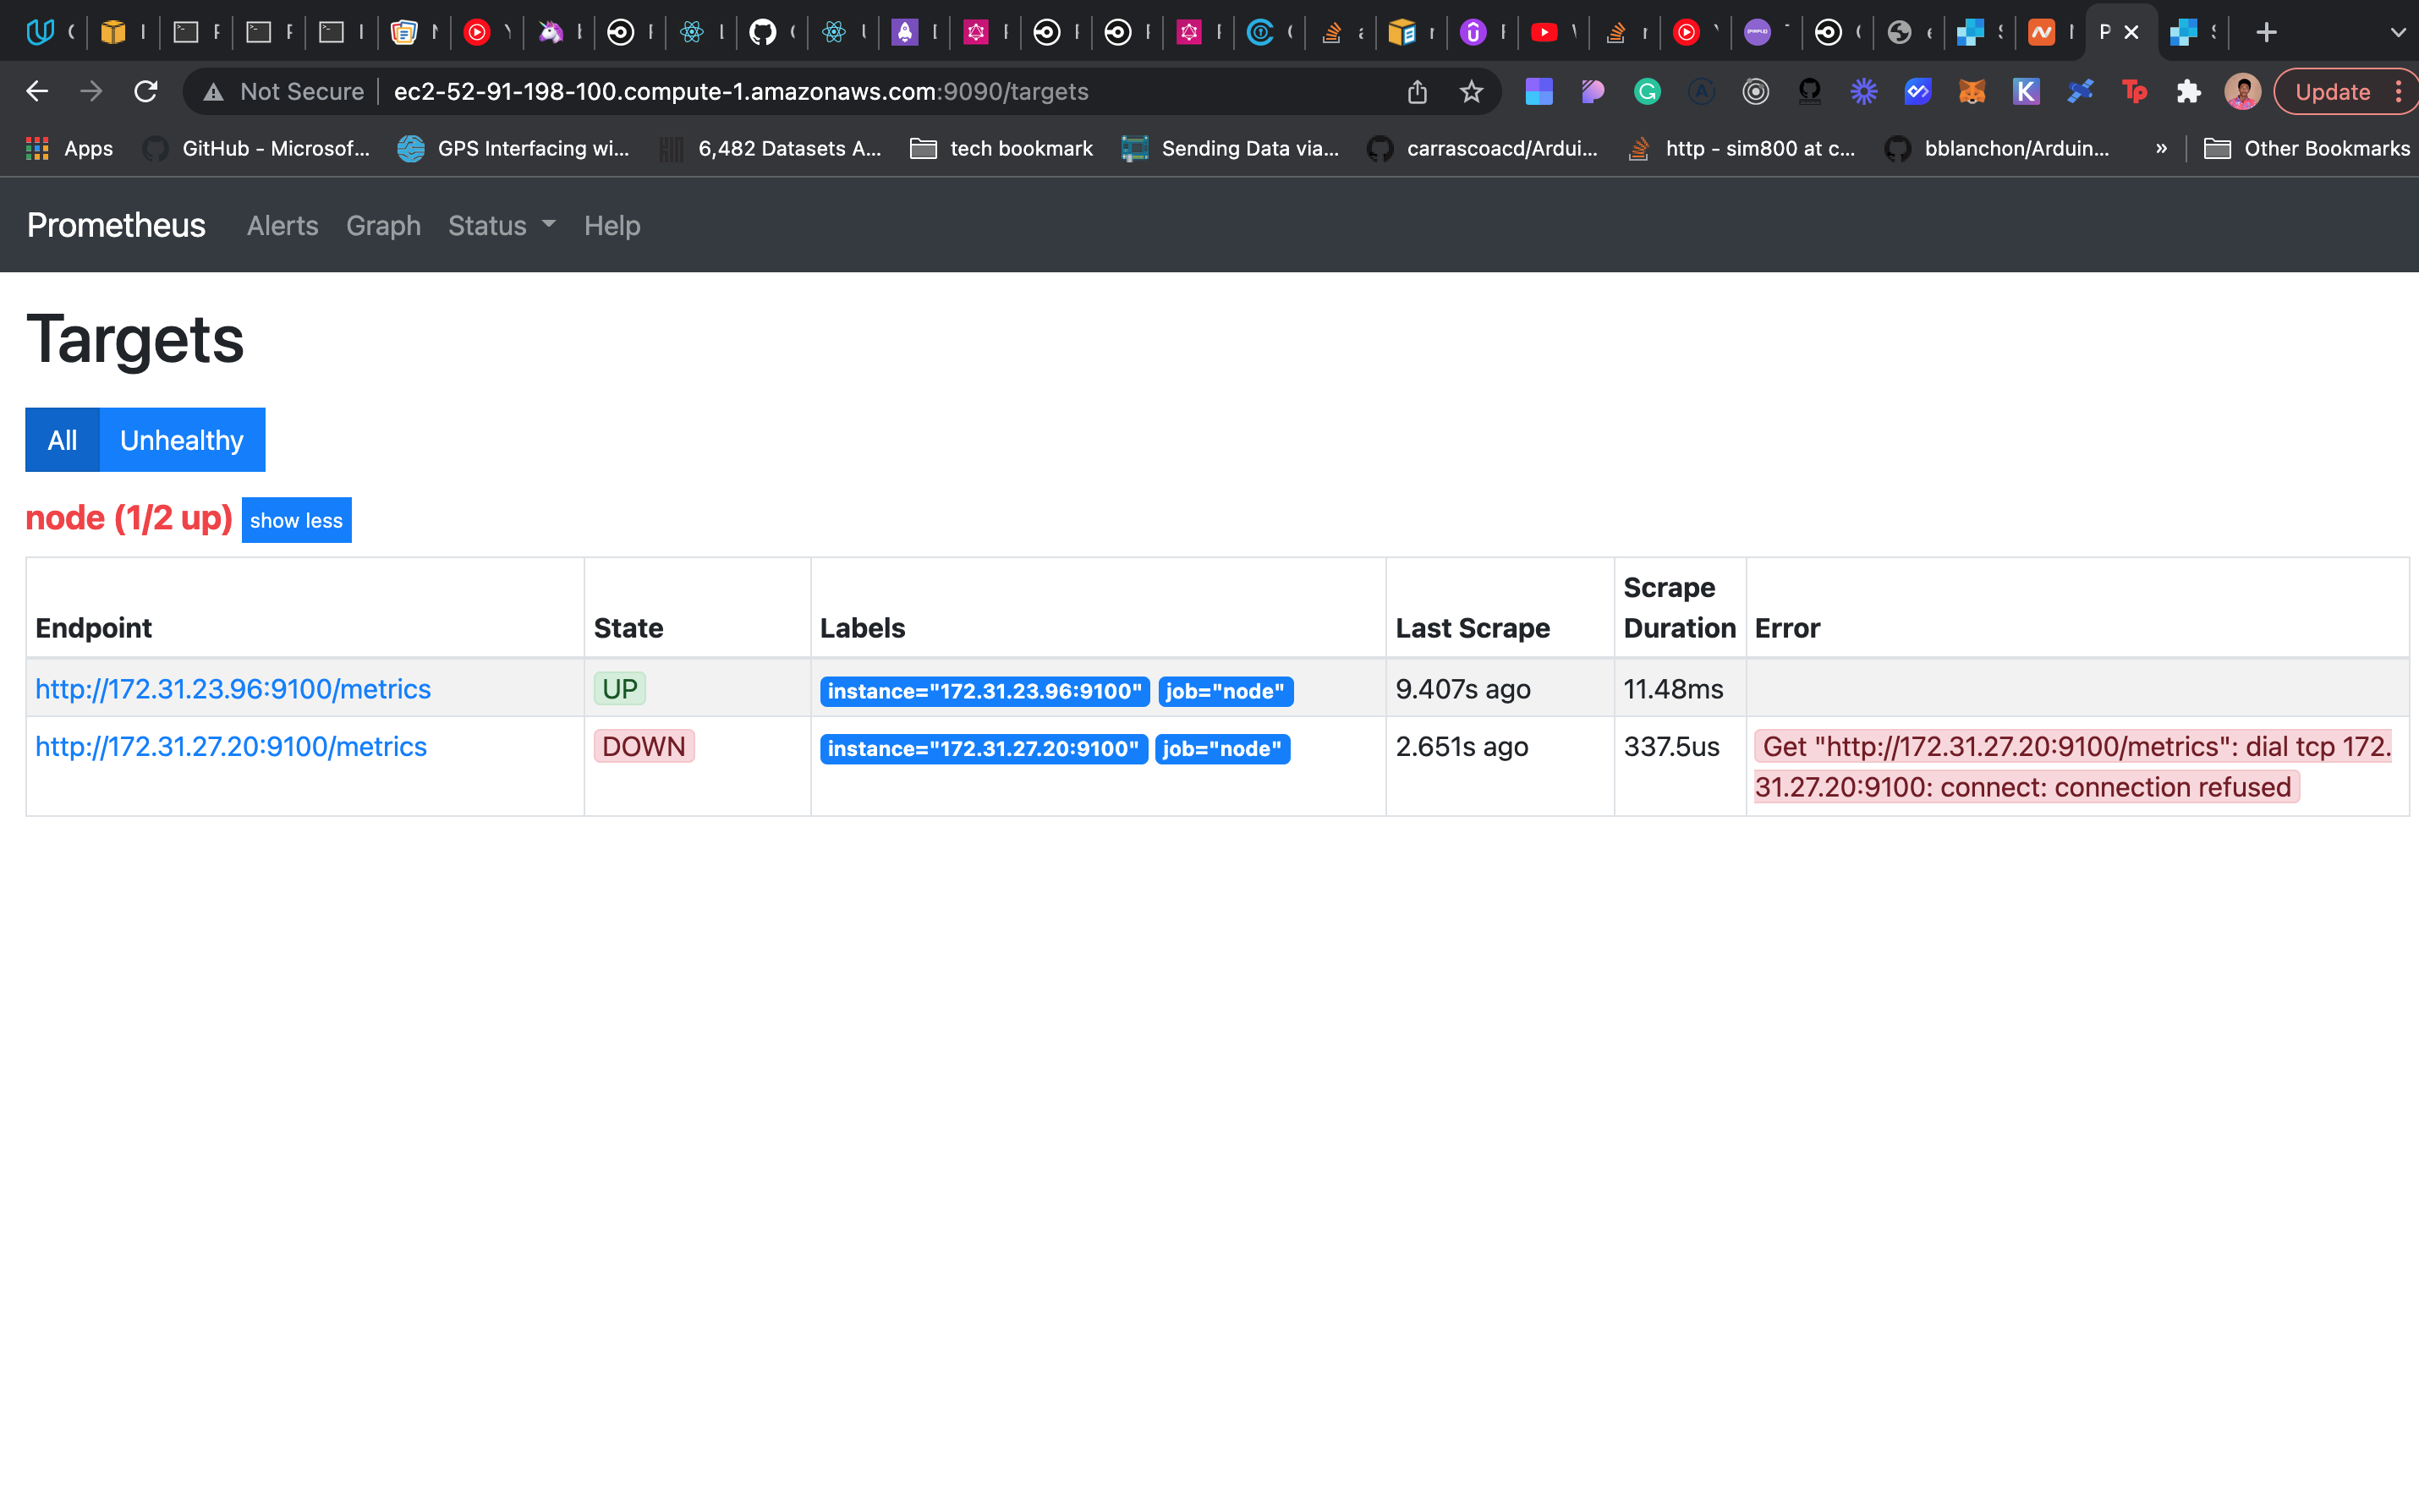 Not Secure ec2-52-91-198-100.compute-1.amazonaws.com:9090/targets Update
Apps GitHub - Microsof... GPS Interfacing wi... 6,482 Datasets A... tech bookmark Sending Data via... carrascoacd/Ardui... http - sim800 at c... bblanchon/Arduin... » Other Bookmarks
Prometheus Alerts Graph Status Help
Targets
All Unhealthy
node (1/2 up) show less
Endpoint State Labels Last Scrape Scrape Duration Error
http://172.31.23.96:9100/metrics UP instance="172.31.23.96:9100" job="node" 9.407s ago 11.48ms
http://172.31.27.20:9100/metrics DOWN instance="172.31.27.20:9100" job="node" 2.651s ago 337.5us Get "http://172.31.27.20:9100/metrics": dial tcp 172.
31.27.20:9100: connect: connection refused